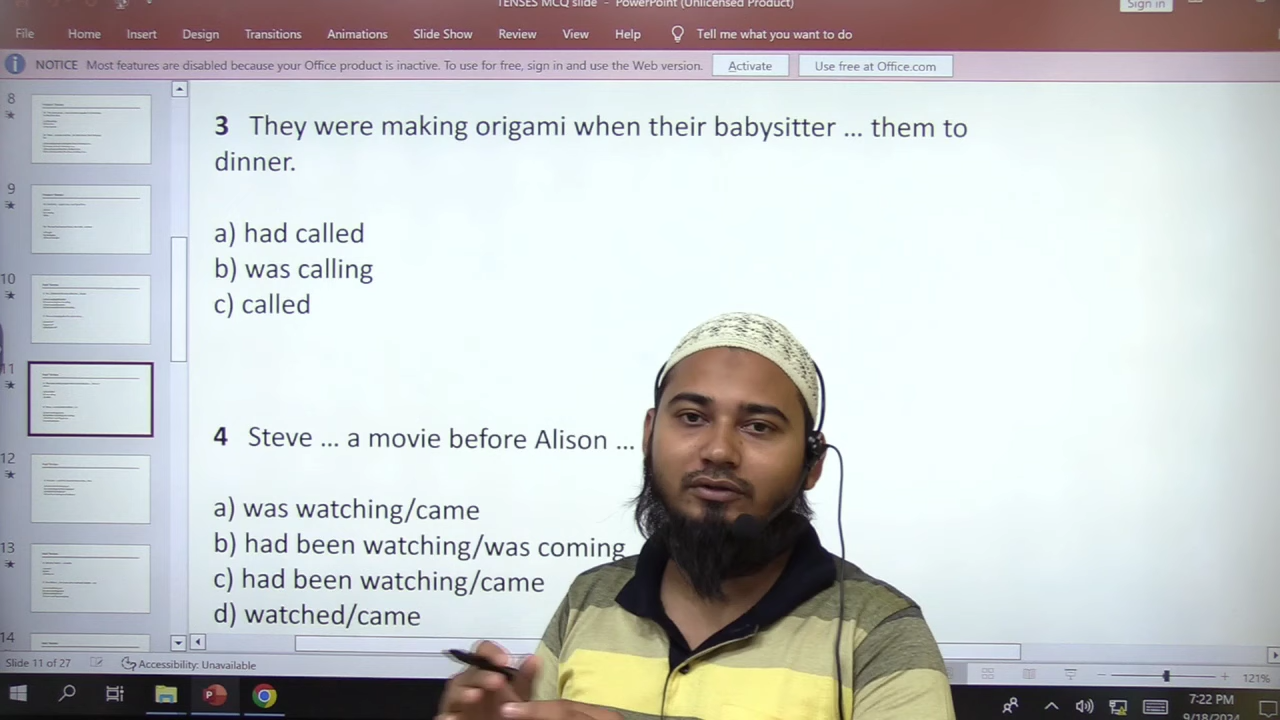 TENSES MCQ slide - PowerPoint (Unlicensed Product)
Sign in
File Home Insert Design Transitions Animations Slide Show Review View Help Tell me what you want to do
NOTICE Most features are disabled because your Office product is inactive. To use for free, sign in and use the Web version. Activate Use free at Office.com
8
9
10
11
12
13
14
3 They were making origami when their babysitter ... them to
dinner.
a) had called
b) was calling
c) called
4 Steve ... a movie before Alison ...
a) was watching/came
b) had been watching/was coming
c) had been watching/came
d) watched/came
Slide 11 of 27 Accessibility: Unavailable
121%
7:22 PM